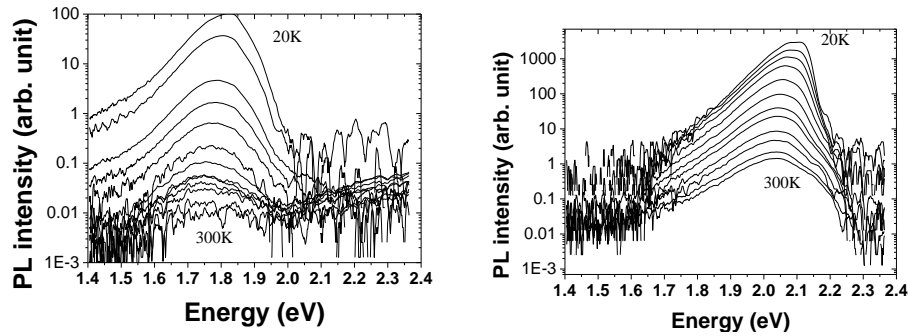 PL intensity (arb. unit)
100
10
1
0.1
0.01
1E-3
20K
300K
1.4 1.5 1.6 1.7 1.8 1.9 2.0 2.1 2.2 2.3 2.4
Energy (eV)
PL intensity (arb. unit)
1000
100
10
1
0.1
0.01
1E-3
20K
300K
1.4 1.5 1.6 1.7 1.8 1.9 2.0 2.1 2.2 2.3 2.4
Energy (eV)